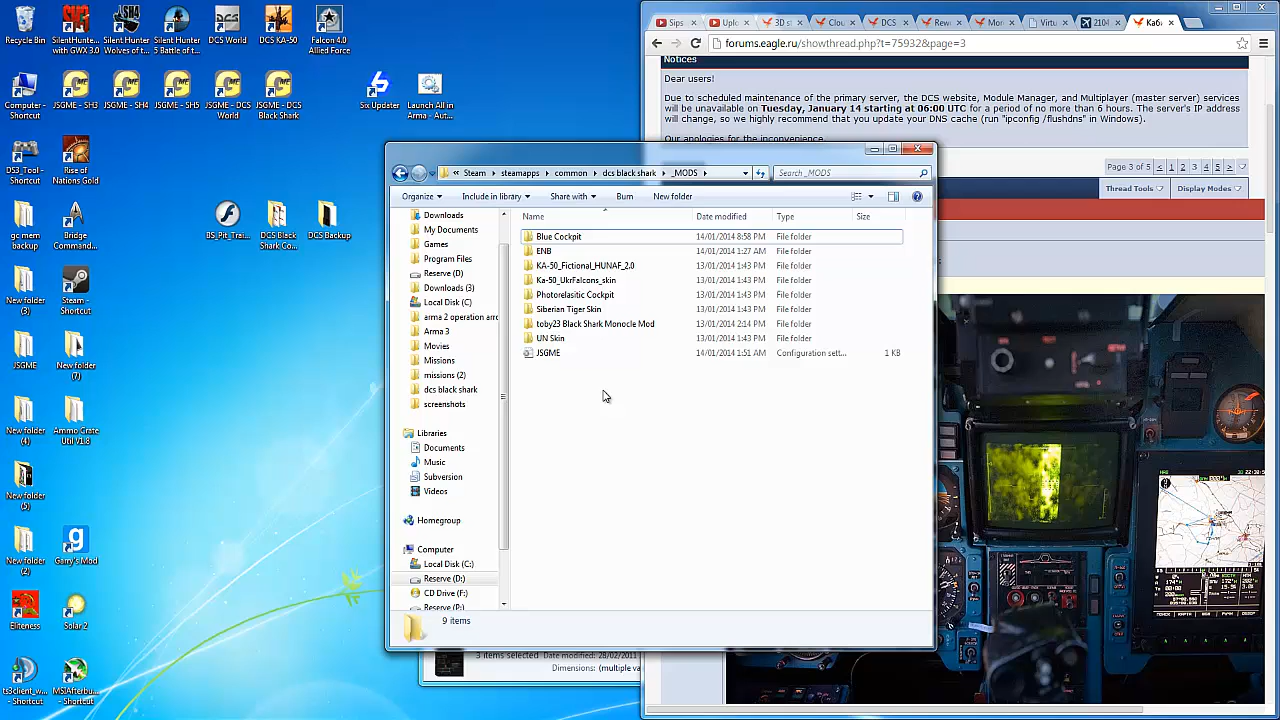 Recycle Bin
SilentHunter... with GWX 3.0
Silent Hunter Wolves of t...
Silent Hunter 5 Battle of t...
DCS World
DCS KA-50
Falcon 4.0 Allied Force
Computer - Shortcut
JSGME - SH3
JSGME - SH4
JSGME - SH5
JSGME - DCS World
JSGME - DCS Black Shark
Six Updater
Launch All in Arma - Aut...
DS3_Tool - Shortcut
Rise of Nations Gold
gc mem backup
Bridge Command...
BS_Pit_Trai...
DCS Black Shark Co...
DCS Backup
New folder (3)
Steam - Shortcut
JSGME
New folder (7)
New folder (4)
Ammo Crate Util V1.8
New folder (5)
New folder (2)
Garry's Mod
Eliteness
Solar 2
ts3client_w... - Shortcut
MSIAfterbu... - Shortcut
Sips
Uplo
3D s
Clou
DCS
Rew
Mo
Virtu
2104
Ka6
forums.eagle.ru/showthread.php?t=75932&page=3
Notices
Dear users!
Due to scheduled maintenance of the primary server, the DCS website, Module Manager, and Multiplayer (master server) services
will be unavailable on Tuesday, January 14 starting at 06:00 UTC for a period of no more than 6 hours. The server's IP address
will change, so we highly recommend that you update your DNS cache (run "ipconfig /flushdns" in Windows).
Our apologies for the inconvenience.
Page 3 of 5 < 1 2 3 4 5 >
Thread Tools
Display Modes
« Steam steamapps common dcs black shark _MODS
Search _MODS
Organize
Include in library
Share with
Burn
New folder
Name Date modified Type Size
Blue Cockpit 14/01/2014 8:58 PM File folder
ENB 14/01/2014 1:27 AM File folder
KA-50_Fictional_HUNAF_2.0 13/01/2014 1:43 PM File folder
Ka-50_UkrFalcons_skin 13/01/2014 1:43 PM File folder
Photorelasitic Cockpit 13/01/2014 1:43 PM File folder
Siberian Tiger Skin 13/01/2014 1:43 PM File folder
toby23 Black Shark Monocle Mod 13/01/2014 2:14 PM File folder
UN Skin 13/01/2014 1:43 PM File folder
JSGME 14/01/2014 1:51 AM Configuration sett... 1 KB
Downloads
My Documents
Games
Program Files
Reserve (D)
Downloads (3)
Local Disk (C)
arma 2 operation arro
Arma 3
Movies
Missions
missions (2)
dcs black shark
screenshots
Libraries
Documents
Music
Subversion
Videos
Homegroup
Computer
Local Disk (C:)
Reserve (D:)
CD Drive (F:)
Reserve (P:)
9 items
3 items selected Date modified: 28/02/2011...
Dimensions: (multiple va